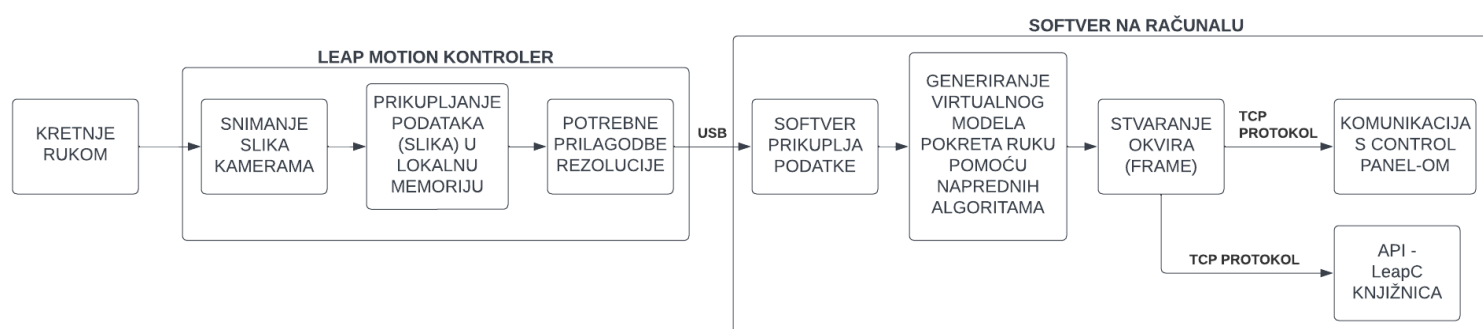 SOFTVER NA RAČUNALU
LEAP MOTION KONTROLER
KRETNJE
RUKOM
SNIMANJE
SLIKA
KAMERAMA
PRIKUPLJANJE
PODATAKA
(SLIKA) U
LOKALNU
MEMORIJU
POTREBNE
PRILAGODBE
REZOLUCIJE
USB
SOFTVER
PRIKUPLJA
PODATKE
GENERIRANJE
VIRTUALNOG
MODELA
POKRETA RUKU
POMOĆU
NAPREDNIH
ALGORITAMA
STVARANJE
OKVIRA
(FRAME)
TCP
PROTOKOL
KOMUNIKACIJA
S CONTROL
PANEL-OM
TCP PROTOKOL
API -
LeapC
KNJIŽNICA